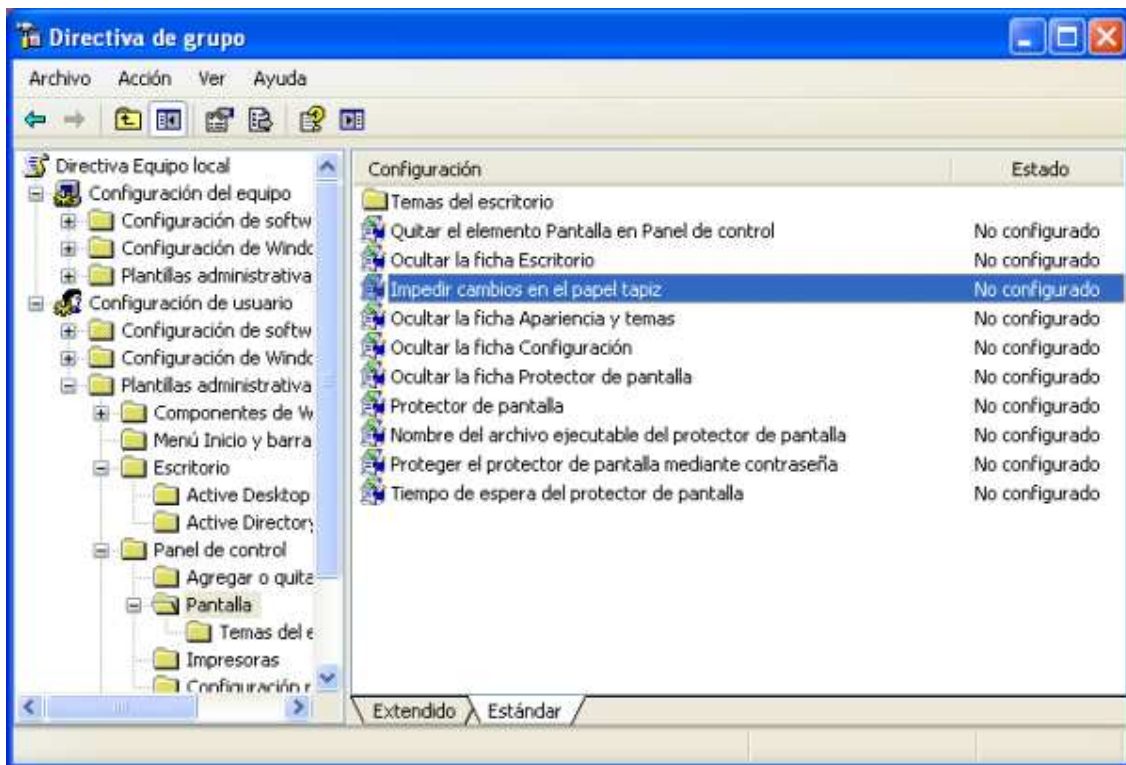 Directiva de grupo
Archivo Acción Ver Ayuda
Directiva Equipo local
Configuración del equipo
Configuración de softw
Configuración de Windo
Plantillas administrativa
Configuración de usuario
Configuración de softw
Configuración de Windo
Plantillas administrativa
Componentes de W
Menú Inicio y barra
Escritorio
Active Desktop
Active Directory
Panel de control
Agregar o quita
Pantalla
Temas del e
Impresoras
Configuración r
Configuración Estado
Temas del escritorio
Quitar el elemento Pantalla en Panel de control No configurado
Ocultar la ficha Escritorio No configurado
Impedir cambios en el papel tapiz No configurado
Ocultar la ficha Apariencia y temas No configurado
Ocultar la ficha Configuración No configurado
Ocultar la ficha Protector de pantalla No configurado
Protector de pantalla No configurado
Nombre del archivo ejecutable del protector de pantalla No configurado
Proteger el protector de pantalla mediante contraseña No configurado
Tiempo de espera del protector de pantalla No configurado
Extendido Estándar